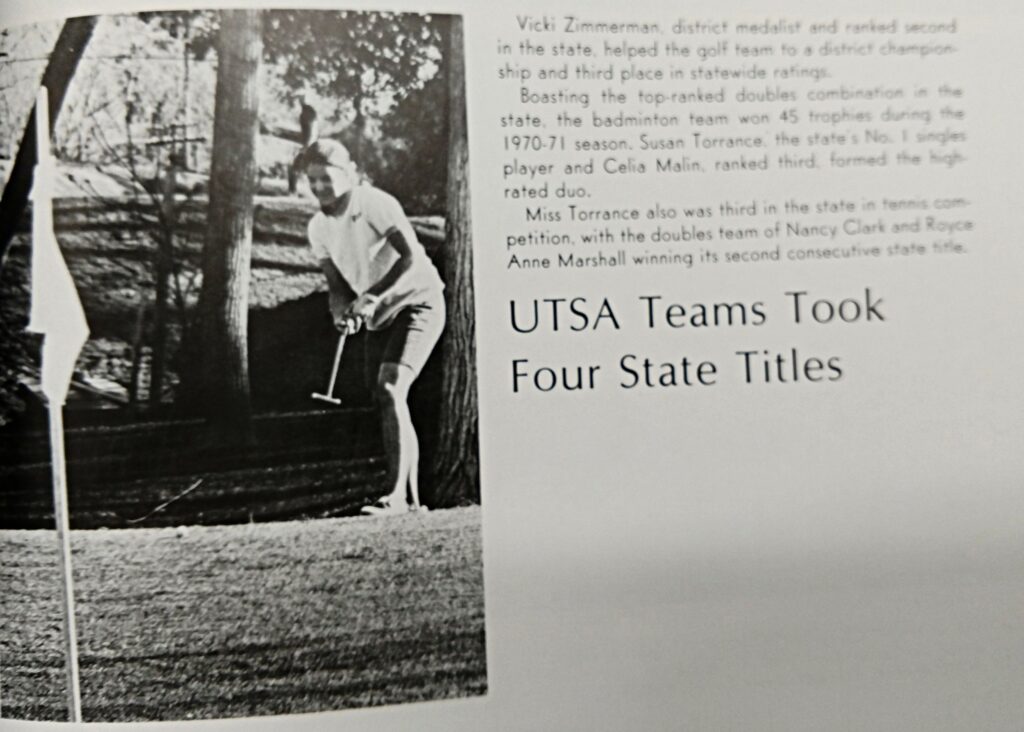 Vicki Zimmerman, district medalist and ranked second
in the state, helped the golf team to a district champion-
ship and third place in statewide ratings.
Boasting the top-ranked doubles combination in the
state, the badminton team won 45 trophies during the
1970-71 season. Susan Torrance, the state's No. 1 singles
player and Celia Malin, ranked third, formed the high-
rated duo.
Miss Torrance also was third in the state in tennis com-
petition, with the doubles team of Nancy Clark and Royce
Anne Marshall winning its second consecutive state title.
UTSA Teams Took
Four State Titles